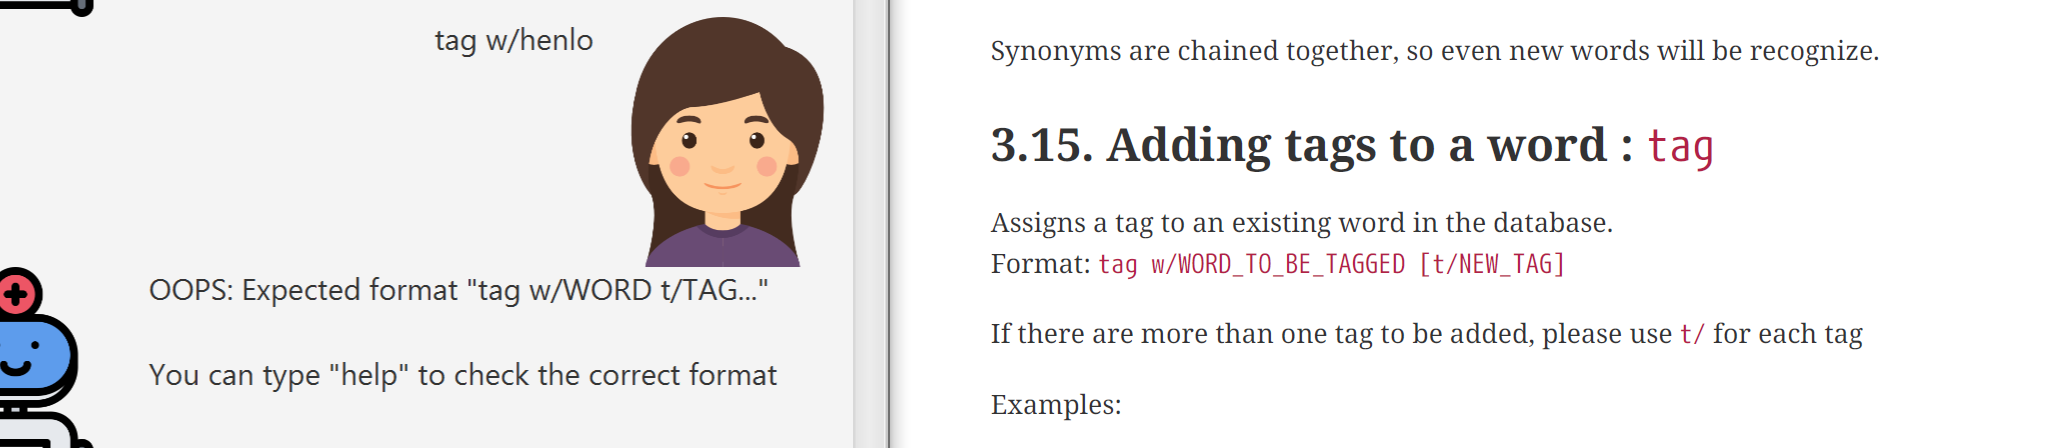 tag w/henlo
OOPS: Expected format "tag w/WORD t/TAG..."
You can type "help" to check the correct format
Synonyms are chained together, so even new words will be recognize.
3.15. Adding tags to a word : tag
Assigns a tag to an existing word in the database.
Format: tag w/WORD_TO_BE_TAGGED [t/NEW_TAG]
If there are more than one tag to be added, please use t/ for each tag
Examples: